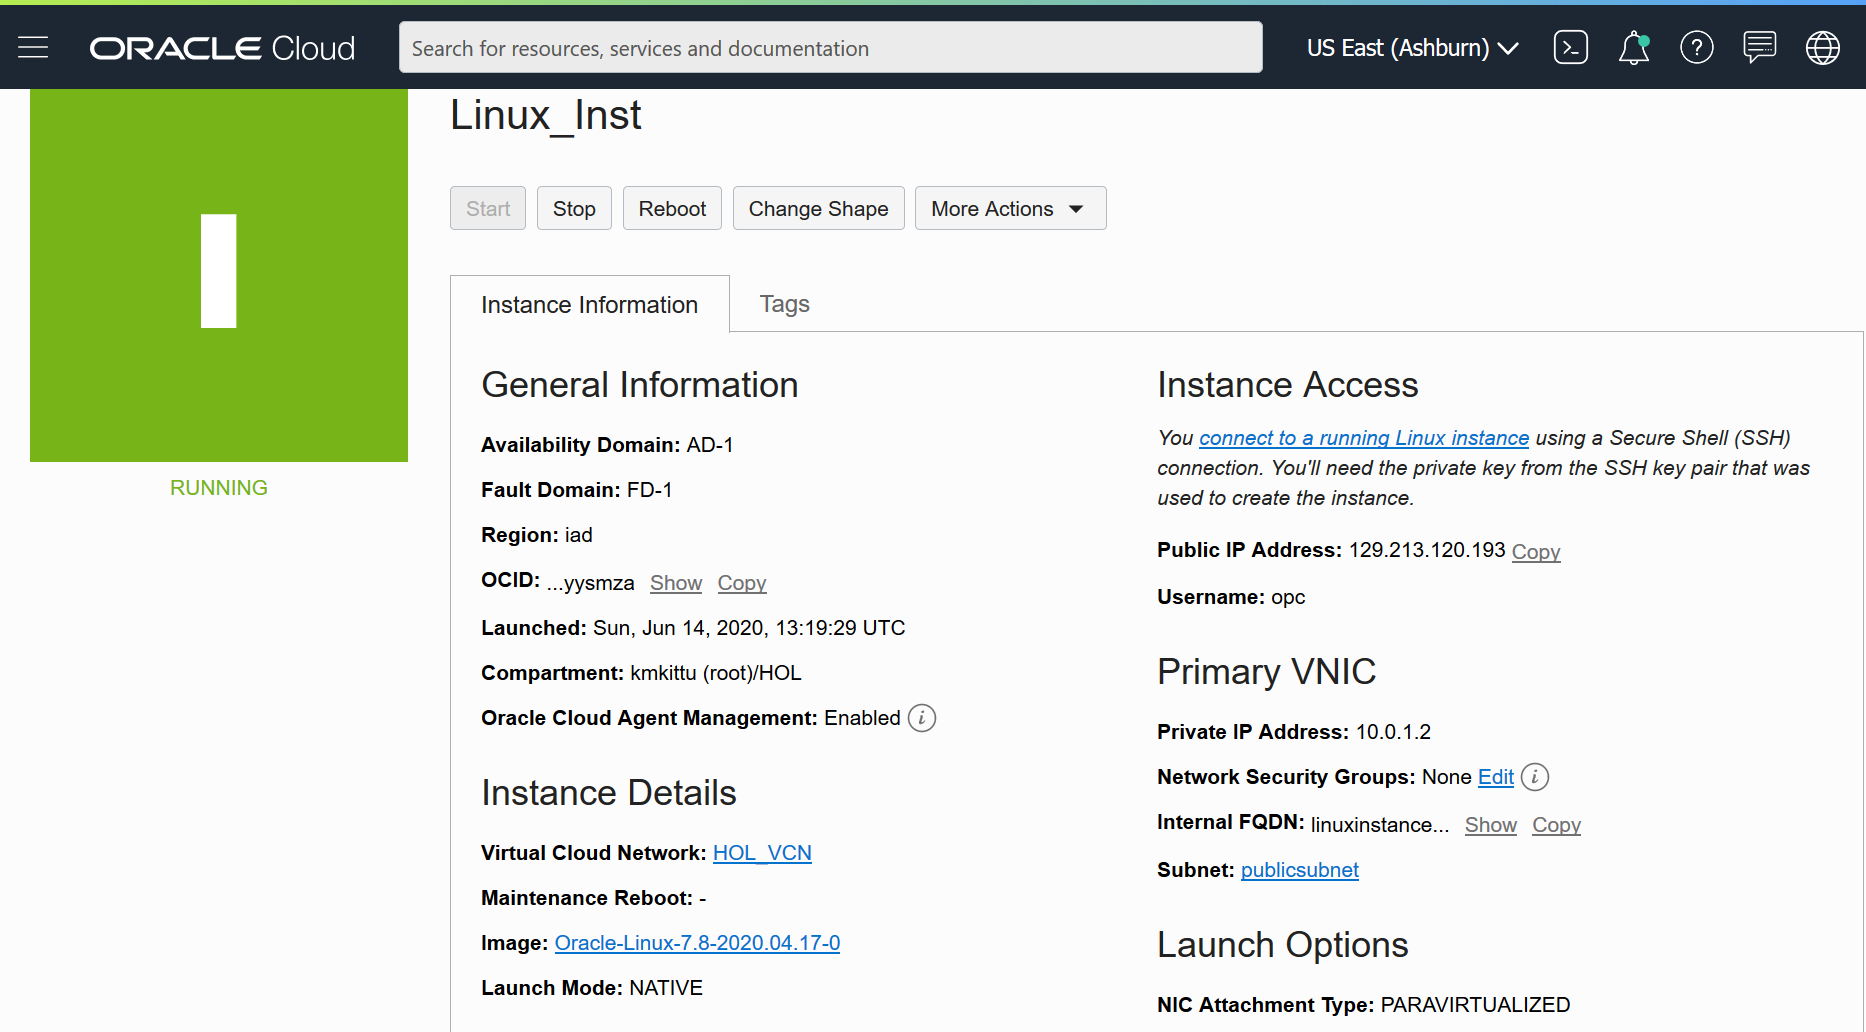 ORACLE Cloud
Search for resources, services and documentation
US East (Ashburn)
Linux_Inst
Start
Stop
Reboot
Change Shape
More Actions
Instance Information
Tags
RUNNING
General Information
Availability Domain: AD-1
Fault Domain: FD-1
Region: iad
OCID: ...yysmza Show Copy
Launched: Sun, Jun 14, 2020, 13:19:29 UTC
Compartment: kmkittu (root)/HOL
Oracle Cloud Agent Management: Enabled i
Instance Details
Virtual Cloud Network: HOL_VCN
Maintenance Reboot: -
Image: Oracle-Linux-7.8-2020.04.17-0
Launch Mode: NATIVE
Instance Access
You connect to a running Linux instance using a Secure Shell (SSH)
connection. You'll need the private key from the SSH key pair that was
used to create the instance.
Public IP Address: 129.213.120.193 Copy
Username: opc
Primary VNIC
Private IP Address: 10.0.1.2
Network Security Groups: None Edit i
Internal FQDN: linuxinstance... Show Copy
Subnet: publicsubnet
Launch Options
NIC Attachment Type: PARAVIRTUALIZED